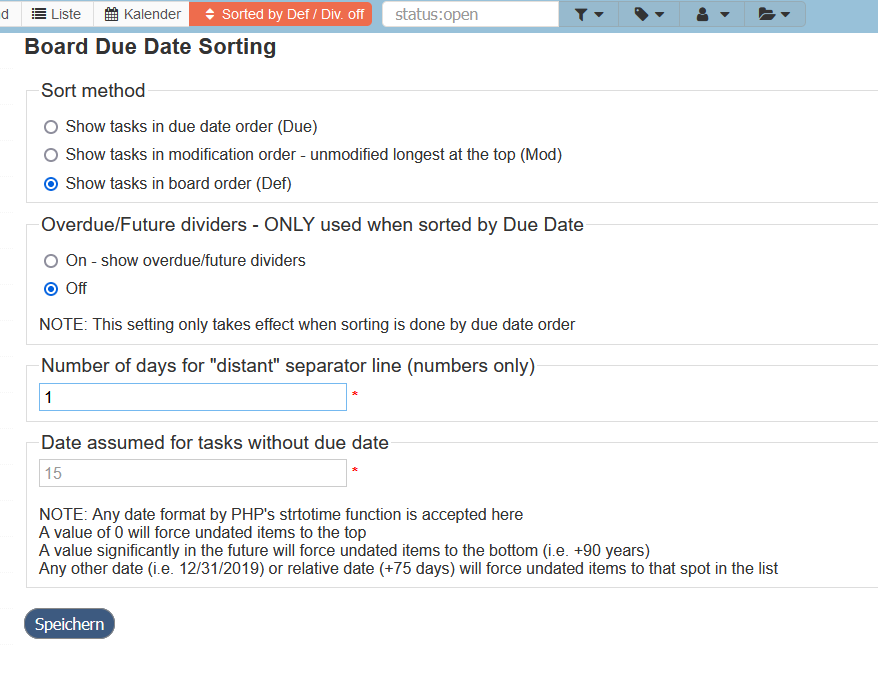 d Liste Kalender Sorted by Def / Div. off status:open
Board Due Date Sorting
Sort method
Show tasks in due date order (Due)
Show tasks in modification order - unmodified longest at the top (Mod)
Show tasks in board order (Def)
Overdue/Future dividers - ONLY used when sorted by Due Date
On - show overdue/future dividers
Off
NOTE: This setting only takes effect when sorting is done by due date order
Number of days for "distant" separator line (numbers only)
1 *
Date assumed for tasks without due date
15 *
NOTE: Any date format by PHP's strtotime function is accepted here
A value of 0 will force undated items to the top
A value significantly in the future will force undated items to the bottom (i.e. +90 years)
Any other date (i.e. 12/31/2019) or relative date (+75 days) will force undated items to that spot in the list
Speichern